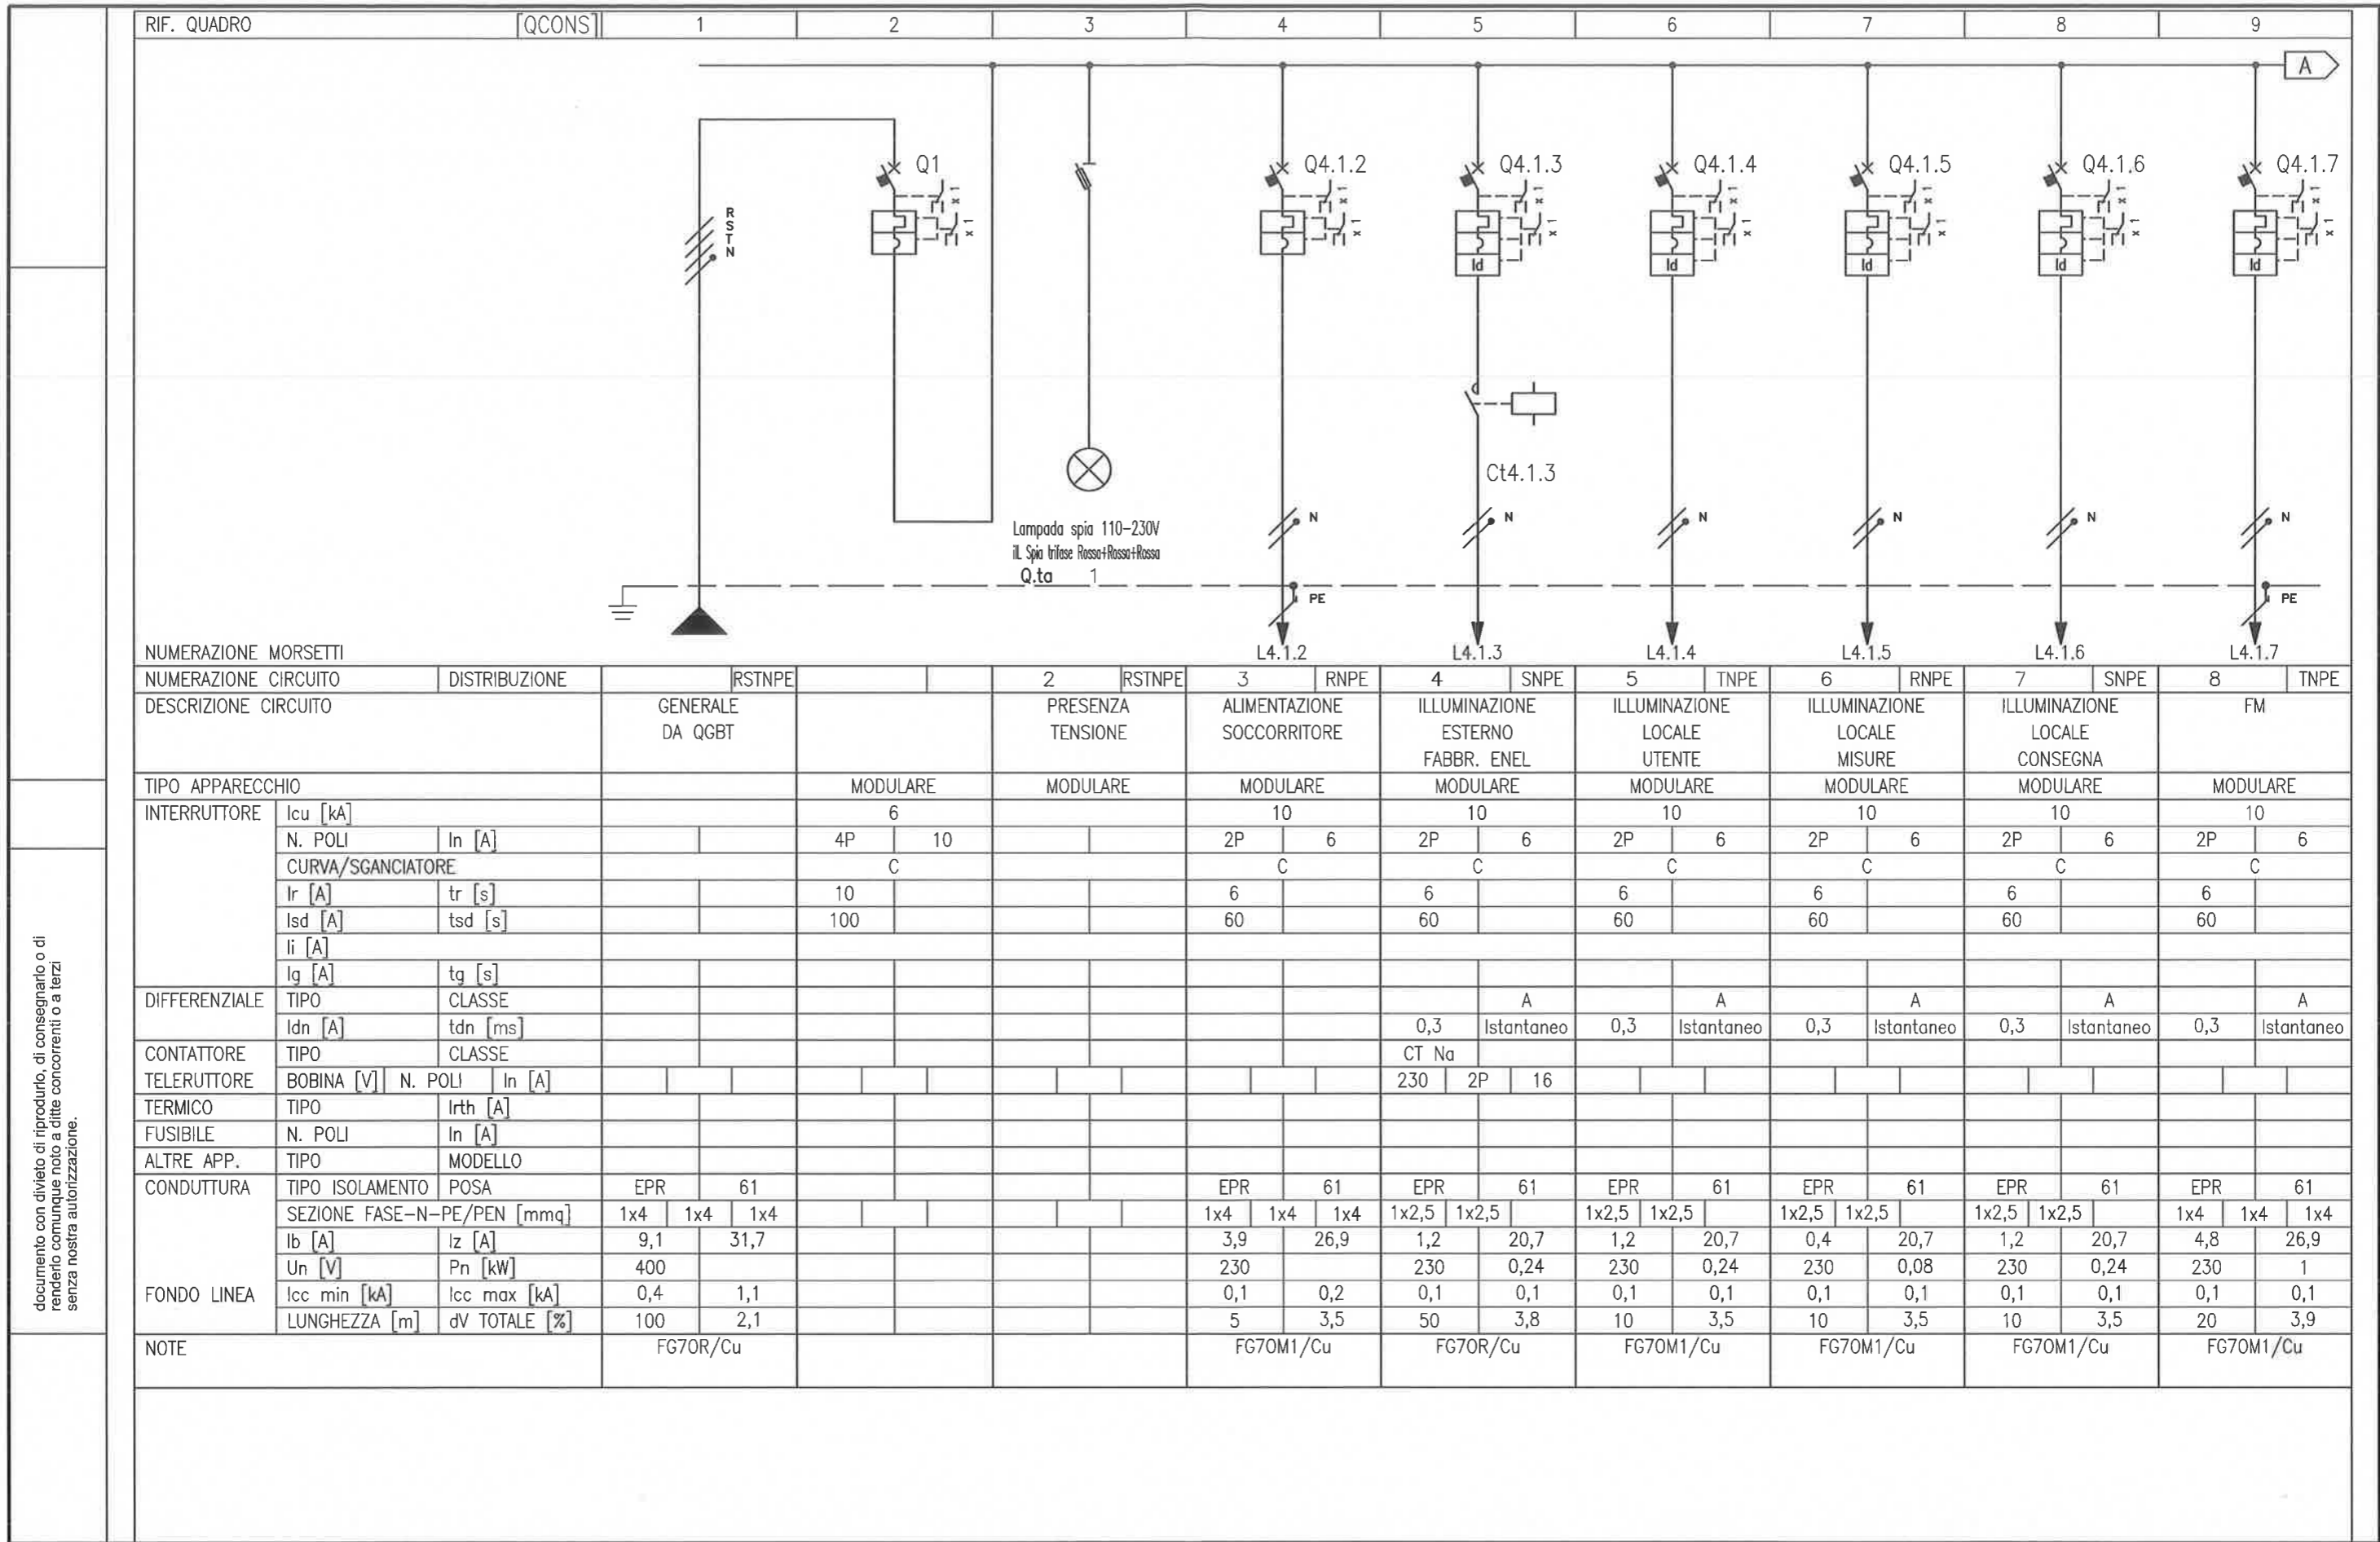 RIF. QUADRO [QCONS] 1 2 3 4 5 6 7 8 9
A
Q1 Q4.1.2 Q4.1.3 Q4.1.4 Q4.1.5 Q4.1.6 Q4.1.7
x 1 x 1 x 1 x 1 x 1 x 1 x 1
R
S
T
N
x 1 x 1 x 1 x 1 x 1 x 1 x 1
Id Id Id Id Id
Ct4.1.3
N N N N N N
Lampada spia 110-230V
iL Spia trifase Rossa+Rossa+Rossa
Q.ta 1
PE PE
NUMERAZIONE MORSETTI L4.1.2 L4.1.3 L4.1.4 L4.1.5 L4.1.6 L4.1.7
NUMERAZIONE CIRCUITO DISTRIBUZIONE RSTNPE 2 RSTNPE 3 RNPE 4 SNPE 5 TNPE 6 RNPE 7 SNPE 8 TNPE
DESCRIZIONE CIRCUITO GENERALE PRESENZA ALIMENTAZIONE ILLUMINAZIONE ILLUMINAZIONE ILLUMINAZIONE ILLUMINAZIONE FM
DA QGBT TENSIONE SOCCORRITORE ESTERNO LOCALE LOCALE LOCALE
FABBR. ENEL UTENTE MISURE CONSEGNA
TIPO APPARECCHIO MODULARE MODULARE MODULARE MODULARE MODULARE MODULARE MODULARE MODULARE
INTERRUTTORE Icu [kA] 6 10 10 10 10 10 10
N. POLI In [A] 4P 10 2P 6 2P 6 2P 6 2P 6 2P 6 2P 6
CURVA/SGANCIATORE C C C C C C C
Ir [A] tr [s] 10 6 6 6 6 6 6
Isd [A] tsd [s] 100 60 60 60 60 60 60
Ii [A]
Ig [A] tg [s]
DIFFERENZIALE TIPO CLASSE A A A A A
Idn [A] tdn [ms] 0,3 Istantaneo 0,3 Istantaneo 0,3 Istantaneo 0,3 Istantaneo 0,3 Istantaneo
CONTATTORE TIPO CLASSE CT Na
TELERUTTORE BOBINA [V] N. POLI In [A] 230 2P 16
TERMICO TIPO Irth [A]
FUSIBILE N. POLI In [A]
ALTRE APP. TIPO MODELLO
CONDUTTURA TIPO ISOLAMENTO POSA EPR 61 EPR 61 EPR 61 EPR 61 EPR 61 EPR 61 EPR 61
SEZIONE FASE-N-PE/PEN [mmq] 1x4 1x4 1x4 1x4 1x4 1x4 1x2,5 1x2,5 1x2,5 1x2,5 1x2,5 1x2,5 1x2,5 1x2,5 1x4 1x4 1x4
Ib [A] Iz [A] 9,1 31,7 3,9 26,9 1,2 20,7 1,2 20,7 0,4 20,7 1,2 20,7 4,8 26,9
Un [V] Pn [kW] 400 230 230 0,24 230 0,24 230 0,08 230 0,24 230 1
FONDO LINEA Icc min [kA] Icc max [kA] 0,4 1,1 0,1 0,2 0,1 0,1 0,1 0,1 0,1 0,1 0,1 0,1 0,1 0,1
LUNGHEZZA [m] dV TOTALE [%] 100 2,1 5 3,5 50 3,8 10 3,5 10 3,5 10 3,5 20 3,9
NOTE FG7OR/Cu FG7OM1/Cu FG7OR/Cu FG7OM1/Cu FG7OM1/Cu FG7OM1/Cu FG7OM1/Cu
documento con divieto di riprodurlo, di consegnarlo o di
renderlo comunque noto a ditte concorrenti o a terzi
senza nostra autorizzazione.